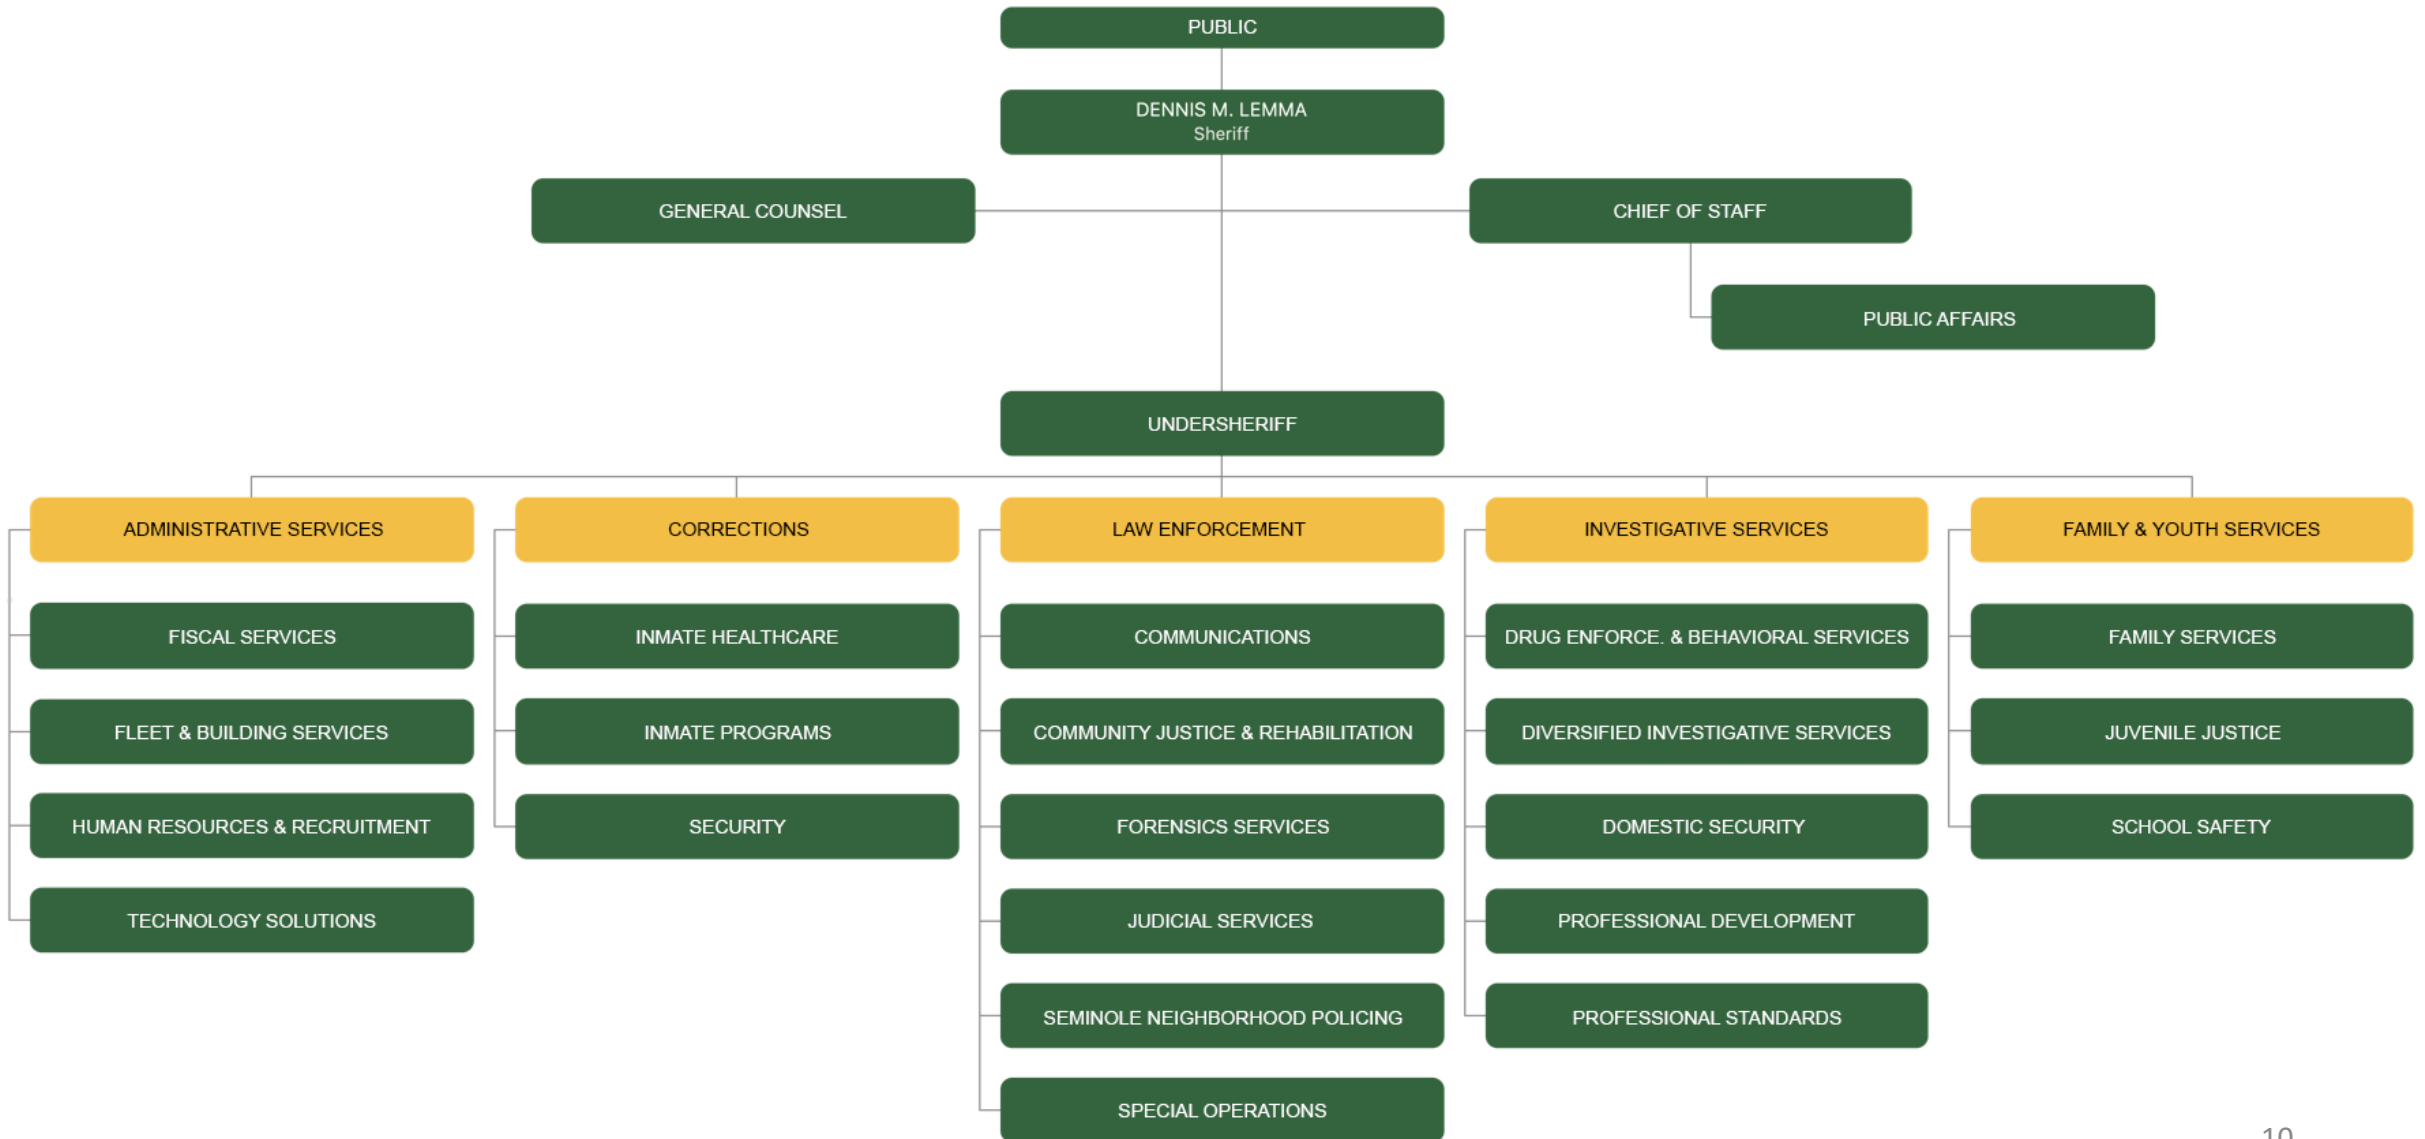 PUBLIC
DENNIS M. LEMMA
Sheriff
GENERAL COUNSEL
CHIEF OF STAFF
PUBLIC AFFAIRS
UNDERSHERIFF
ADMINISTRATIVE SERVICES
FISCAL SERVICES
FLEET & BUILDING SERVICES
HUMAN RESOURCES & RECRUITMENT
TECHNOLOGY SOLUTIONS
CORRECTIONS
INMATE HEALTHCARE
INMATE PROGRAMS
SECURITY
LAW ENFORCEMENT
COMMUNICATIONS
COMMUNITY JUSTICE & REHABILITATION
FORENSICS SERVICES
JUDICIAL SERVICES
SEMINOLE NEIGHBORHOOD POLICING
SPECIAL OPERATIONS
INVESTIGATIVE SERVICES
DRUG ENFORCE. & BEHAVIORAL SERVICES
DIVERSIFIED INVESTIGATIVE SERVICES
DOMESTIC SECURITY
PROFESSIONAL DEVELOPMENT
PROFESSIONAL STANDARDS
FAMILY & YOUTH SERVICES
FAMILY SERVICES
JUVENILE JUSTICE
SCHOOL SAFETY
10